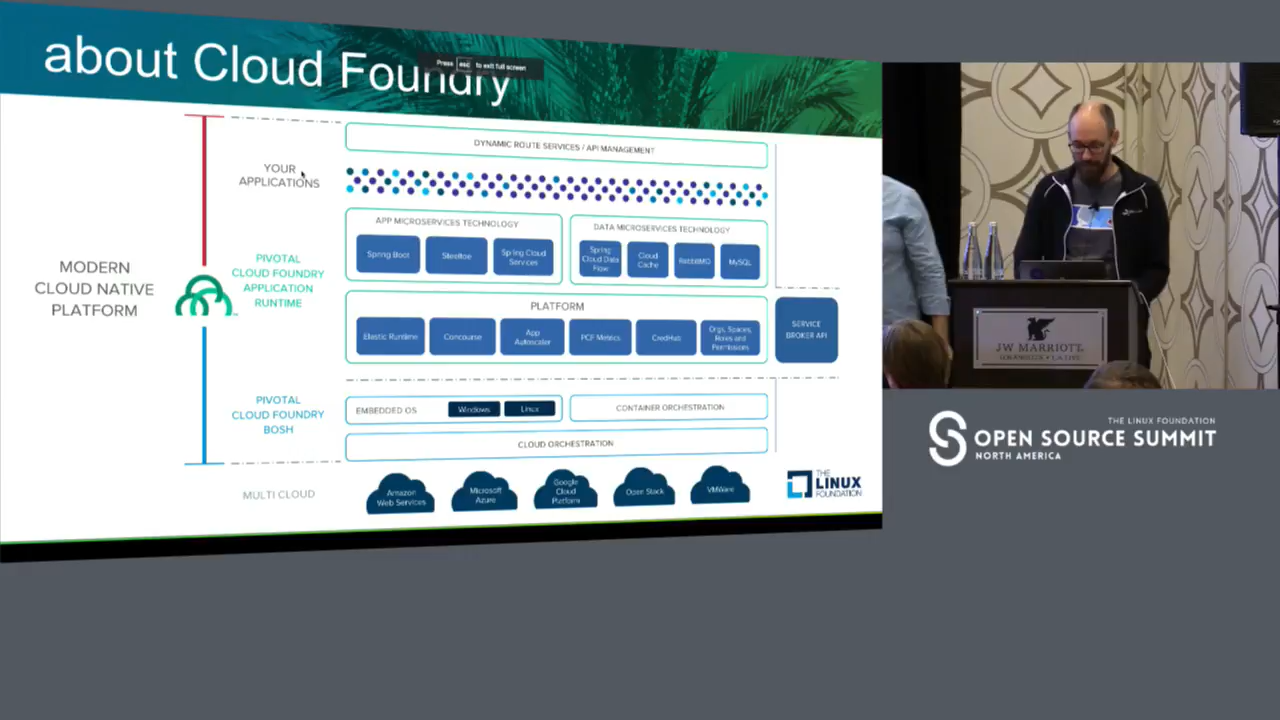 about Cloud Foundry
Press esc to exit full screen
DYNAMIC ROUTE SERVICES / API MANAGEMENT
YOUR
APPLICATIONS
APP MICROSERVICES TECHNOLOGY
Spring Boot
Steeltoe
Spring Cloud
Services
DATA MICROSERVICES TECHNOLOGY
Spring
Cloud Data
Flow
Cloud
Cache
RabbitMQ
MySQL
MODERN
CLOUD NATIVE
PLATFORM
PIVOTAL
CLOUD FOUNDRY
APPLICATION
RUNTIME
PLATFORM
Elastic Runtime
Concourse
App
Autoscaler
PCF Metrics
CredHub
Orgs, Spaces,
Roles and
Permissions
SERVICE
BROKER API
PIVOTAL
CLOUD FOUNDRY
BOSH
EMBEDDED OS
Windows
Linux
CONTAINER ORCHESTRATION
CLOUD ORCHESTRATION
MULTI CLOUD
Amazon
Web Services
Microsoft
Azure
Google
Cloud
Platform
Open Stack
VMWare
THE
LINUX
FOUNDATION
JW MARRIOTT
THE LINUX FOUNDATION
OPEN SOURCE SUMMIT
NORTH AMERICA